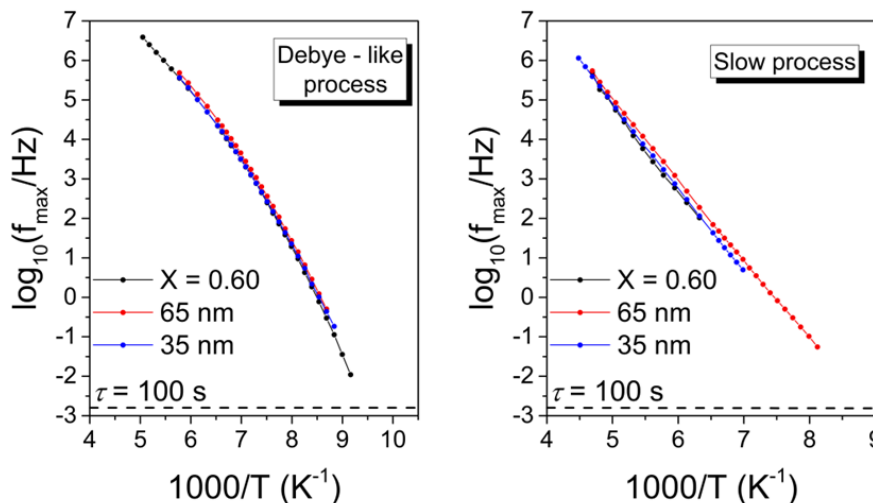 7
6
5
4
3
2
1
0
-1
-2
-3
log10(fmax/Hz)
Debye - like
process
X = 0.60
65 nm
35 nm
τ = 100 s
4 5 6 7 8 9 10
1000/T (K-1)
7
6
5
4
3
2
1
0
-1
-2
-3
log10(fmax/Hz)
Slow process
X = 0.60
65 nm
35 nm
τ = 100 s
4 5 6 7 8 9
1000/T (K-1)